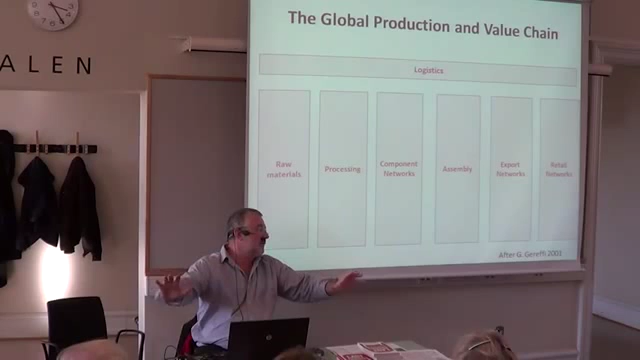 The Global Production and Value Chain
ALEN
Logistics
Raw
materials
Processing
Component
Networks
Assembly
Export
Networks
Retail
Networks
After G. Gereffi 2001